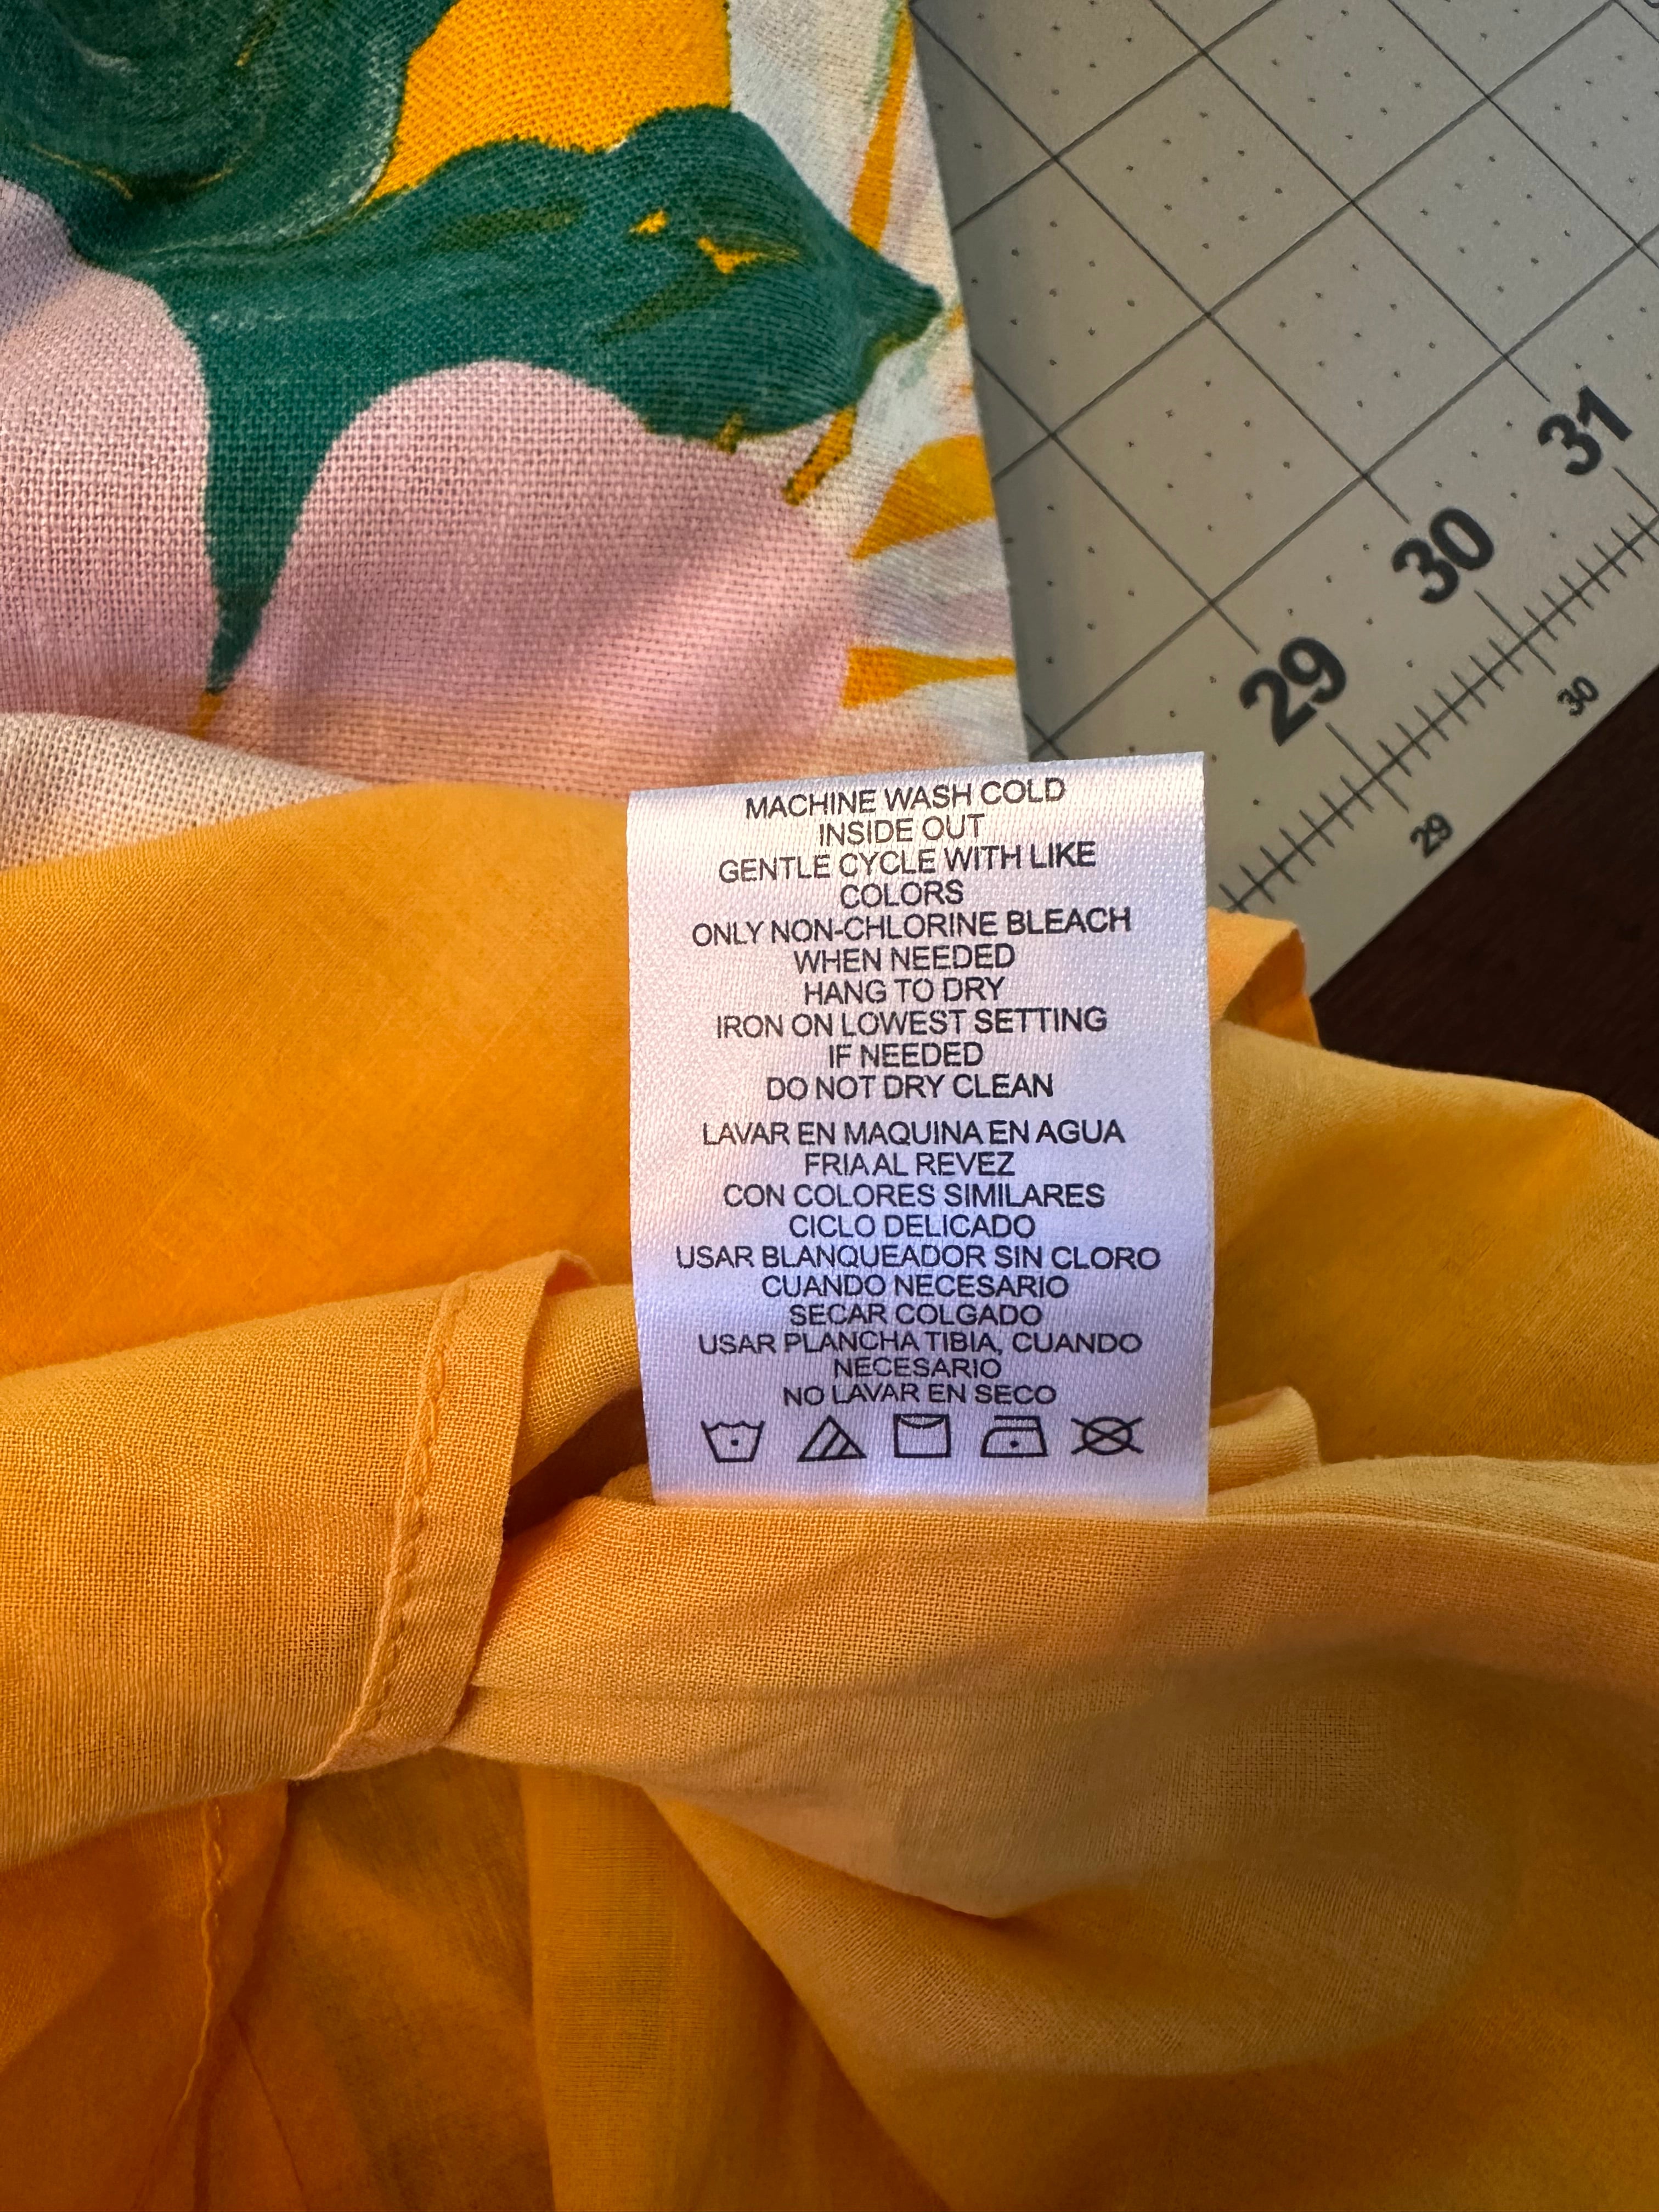 31
30
29
30
29
MACHINE WASH COLD
INSIDE OUT
GENTLE CYCLE WITH LIKE
COLORS
ONLY NON-CHLORINE BLEACH
WHEN NEEDED
HANG TO DRY
IRON ON LOWEST SETTING
IF NEEDED
DO NOT DRY CLEAN
LAVAR EN MAQUINA EN AGUA
FRIA AL REVEZ
CON COLORES SIMILARES
CICLO DELICADO
USAR BLANQUEADOR SIN CLORO
CUANDO NECESARIO
SECAR COLGADO
USAR PLANCHA TIBIA, CUANDO
NECESARIO
NO LAVAR EN SECO